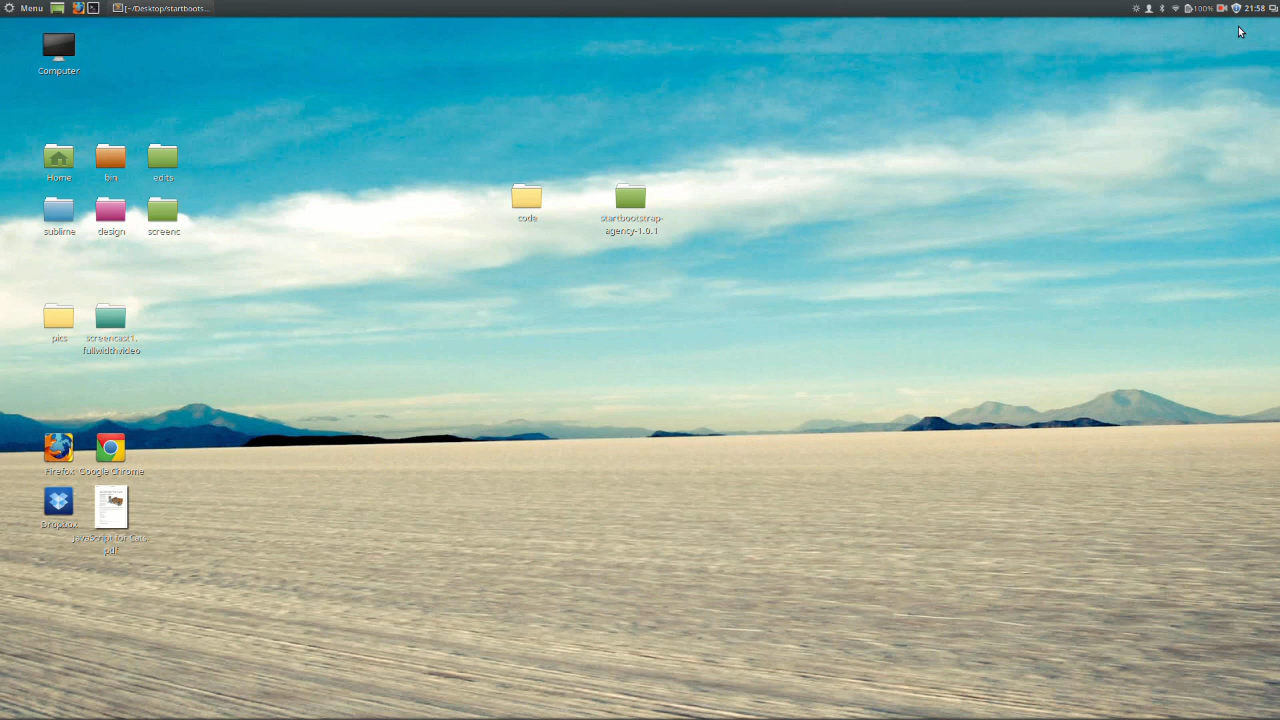 Menu
[~/Desktop/startboots...
100%
21:58
Computer
Home
bin
edits
sublime
design
screenc
code
startbootstrap-
agency-1.0.1
pics
screencast1.
fullwidthvideo
Firefox
Google Chrome
Dropbox
JavaScript for Cats.
pdf